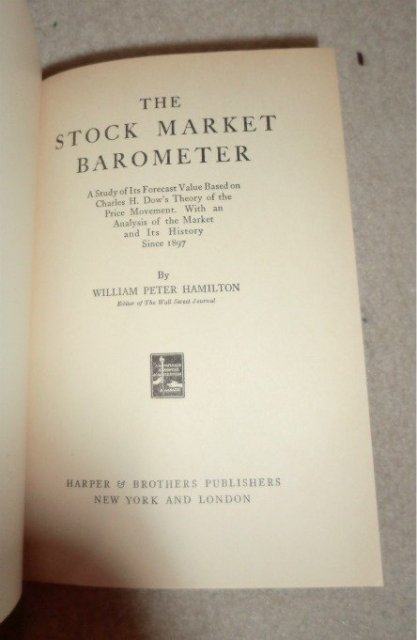 THE
STOCK MARKET
BAROMETER
A Study of Its Forecast Value Based on
Charles H. Dow's Theory of the
Price Movement. With an
Analysis of the Market
and Its History
Since 1897
By
WILLIAM PETER HAMILTON
Editor of The Wall Street Journal
HARPER & BROTHERS PUBLISHERS
NEW YORK AND LONDON